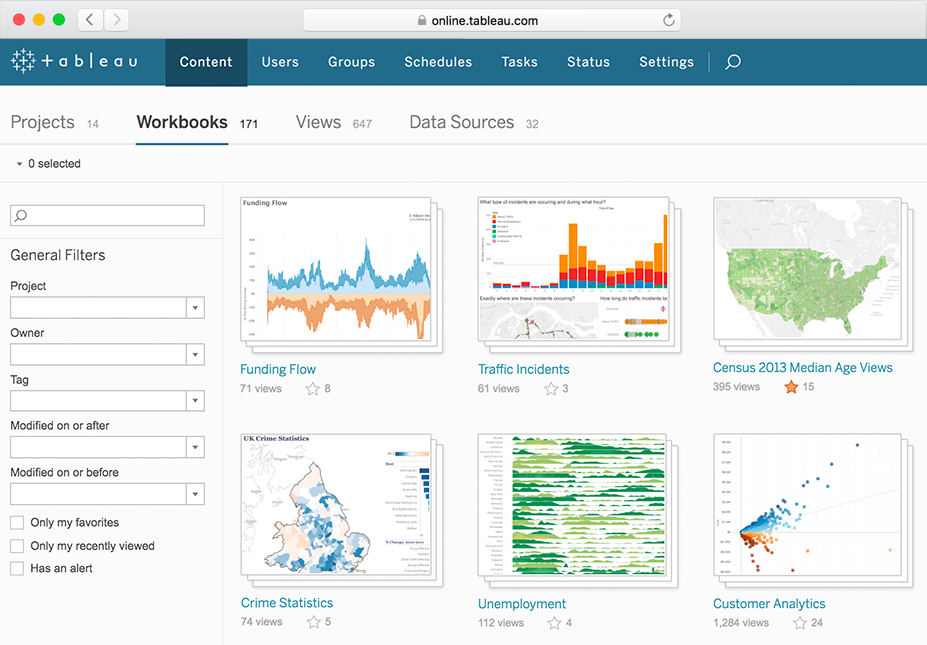 online.tableau.com
+ a b l e a u
Content
Users
Groups
Schedules
Tasks
Status
Settings
Projects 14
Workbooks 171
Views 647
Data Sources 32
0 selected
General Filters
Project
Owner
Tag
Modified on or after
Modified on or before
Only my favorites
Only my recently viewed
Has an alert
Funding Flow
Funding Flow
71 views 8
What type of incidents are occuring and during what hour?
Exactly where are these incidents occuring?
How long do traffic incidents la
Traffic Incidents
61 views 3
Census 2013 Median Age Views
395 views 15
UK Crime Statistics
Crime Statistics
74 views 5
Unemployment
112 views 4
Customer Analytics
1,284 views 24